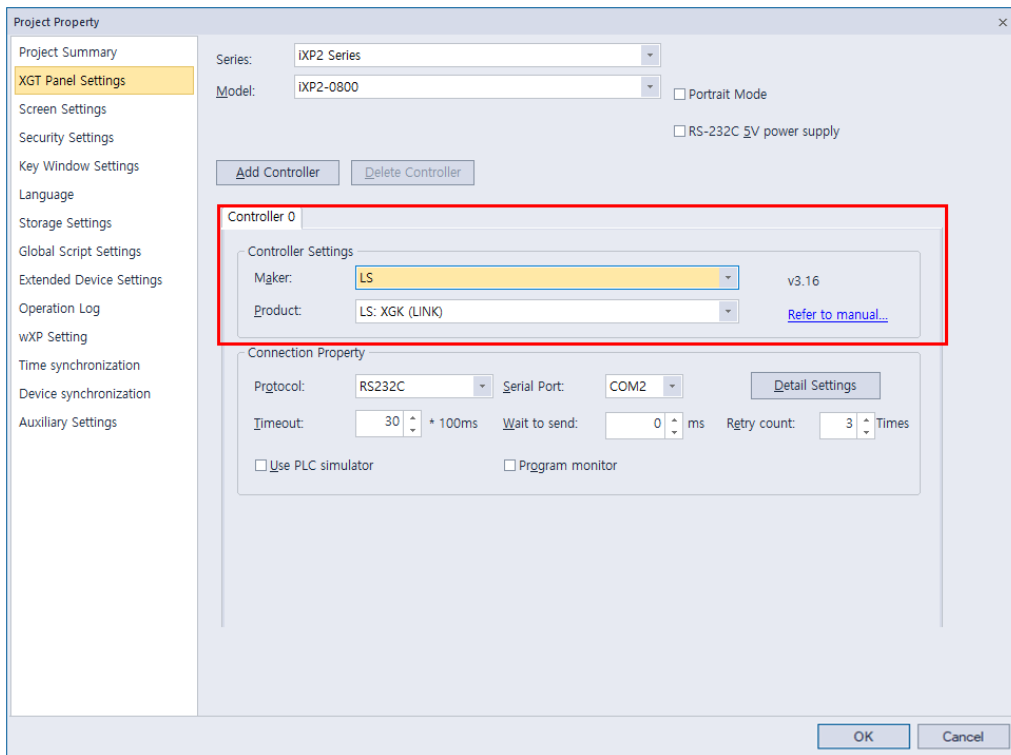 Project Property
Project Summary
XGT Panel Settings
Screen Settings
Security Settings
Key Window Settings
Language
Storage Settings
Global Script Settings
Extended Device Settings
Operation Log
wXP Setting
Time synchronization
Device synchronization
Auxiliary Settings
Series: iXP2 Series
Model: iXP2-0800
Portrait Mode
RS-232C 5V power supply
Add Controller Delete Controller
Controller 0
Controller Settings
Maker: LS v3.16
Product: LS: XGK (LINK) Refer to manual...
Connection Property
Protocol: RS232C Serial Port: COM2 Detail Settings
Timeout: 30 * 100ms Wait to send: 0 ms Retry count: 3 Times
Use PLC simulator Program monitor
OK Cancel